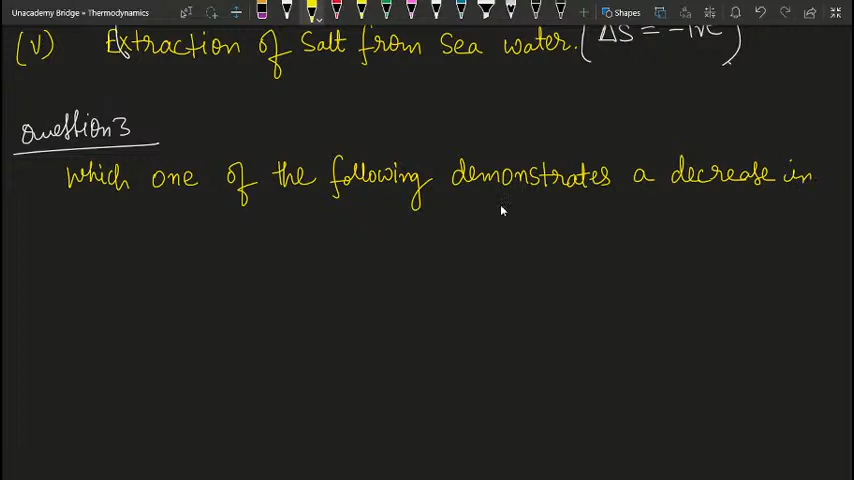 Unacademy Bridge - Thermodynamics
Shapes
(V) Extraction of Salt from Sea water. (ΔS = -ive)
Question 3
which one of the following demonstrates a decrease in